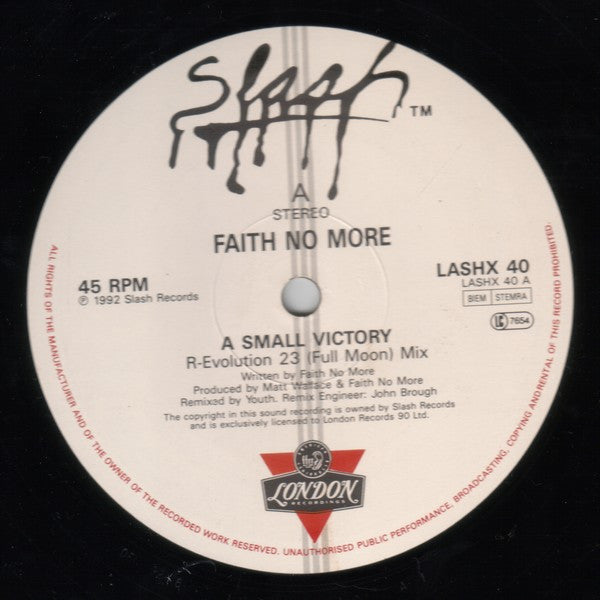 Slash TM
A
STEREO
FAITH NO MORE
45 RPM
℗ 1992 Slash Records
LASHX 40
LASHX 40 A
BIEM STEMRA
LC 7654
A SMALL VICTORY
R-Evolution 23 (Full Moon) Mix
Written by Faith No More
Produced by Matt Wallace & Faith No More
Remixed by Youth. Remix Engineer: John Brough
The copyright in this sound recording is owned by Slash Records
and is exclusively licensed to London Records 90 Ltd.
LONDON
RECORDINGS
ALL RIGHTS OF THE MANUFACTURER AND OF THE OWNER OF THE RECORDED WORK RESERVED. UNAUTHORISED PUBLIC PERFORMANCE, BROADCASTING, COPYING AND RENTAL OF THIS RECORD PROHIBITED.